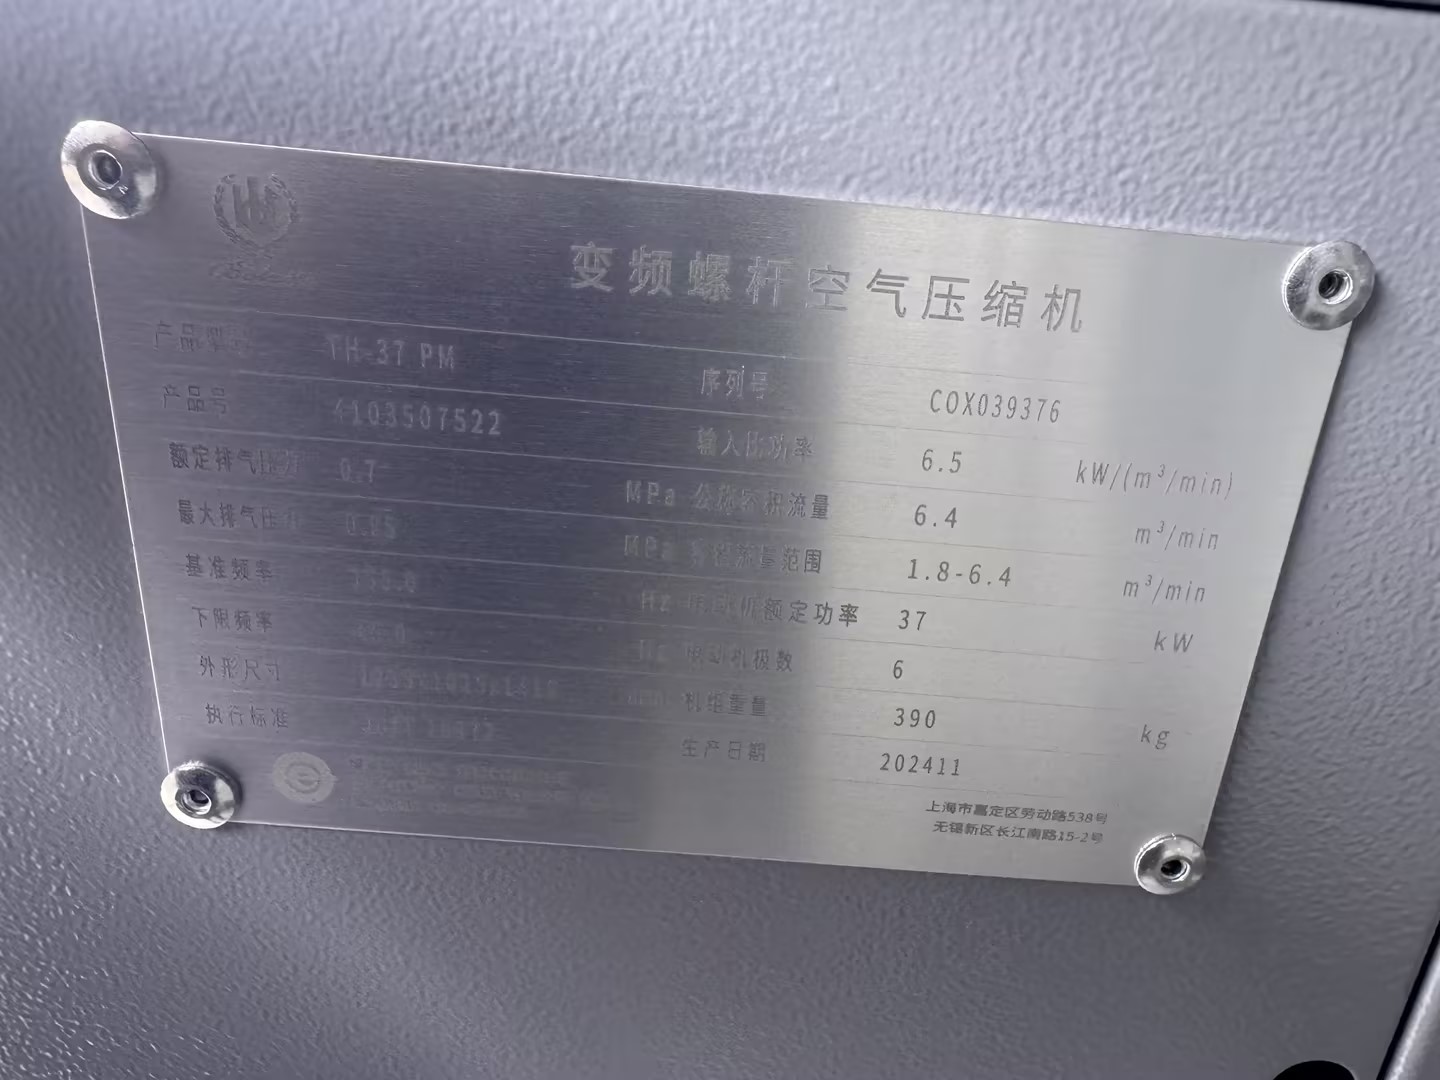 变频螺杆空气压缩机
产品型号 TH-37 PM 序列号 COX039376
产品号 4103507522 输入比功率 6.5 kW/(m³/min)
额定排气压力 0.7 MPa 公称容积流量 6.4 m³/min
最大排气压力 MPa 容积流量范围 1.8-6.4 m³/min
基准频率 Hz 电动机额定功率 37 kW
下限频率 Hz 电动机极数 6
外形尺寸 mm 机组重量 390 kg
执行标准 生产日期 202411
上海市嘉定区劳动路538号
无锡新区长江南路15-2号